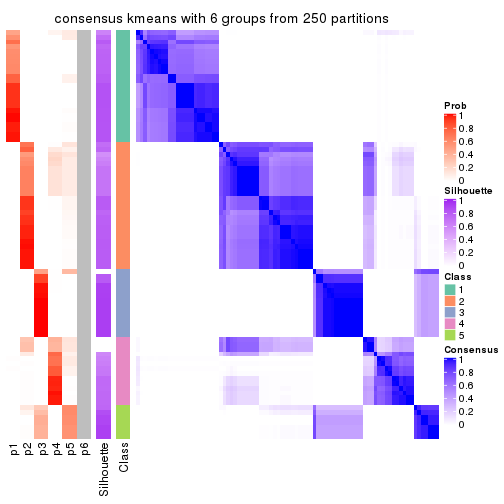 consensus kmeans with 6 groups from 250 partitions
Prob
1
0.8
0.6
0.4
0.2
0
Silhouette
1
0.8
0.6
0.4
0.2
0
Class
1
2
3
4
5
Consensus
1
0.8
0.6
0.4
0.2
0
p1
p2
p3
p4
p5
p6
Silhouette
Class